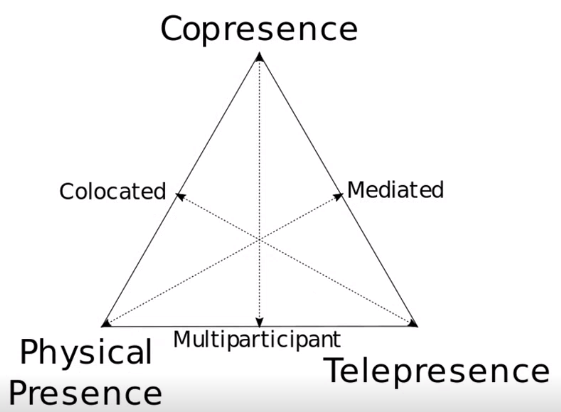 Copresence
Colocated
Mediated
Multiparticipant
Physical
Presence
Telepresence